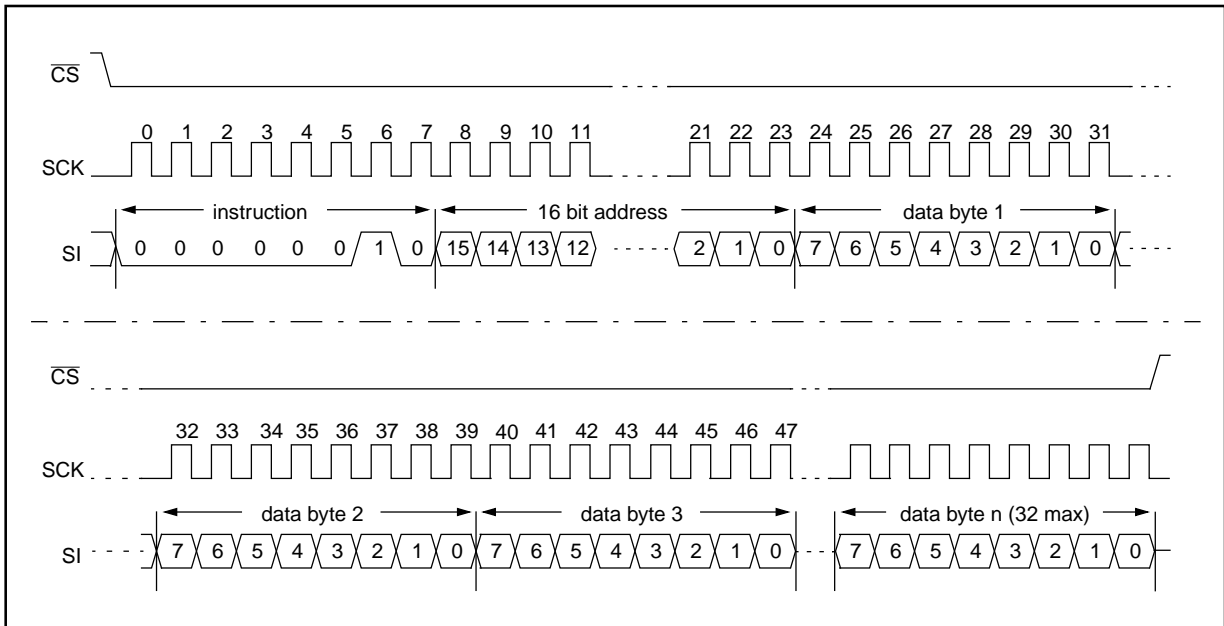 CS
0 1 2 3 4 5 6 7 8 9 10 11 21 22 23 24 25 26 27 28 29 30 31
SCK
instruction 16 bit address data byte 1
SI 0 0 0 0 0 0 1 0 15 14 13 12 2 1 0 7 6 5 4 3 2 1 0
CS
32 33 34 35 36 37 38 39 40 41 42 43 44 45 46 47
SCK
data byte 2 data byte 3 data byte n (32 max)
SI 7 6 5 4 3 2 1 0 7 6 5 4 3 2 1 0 7 6 5 4 3 2 1 0